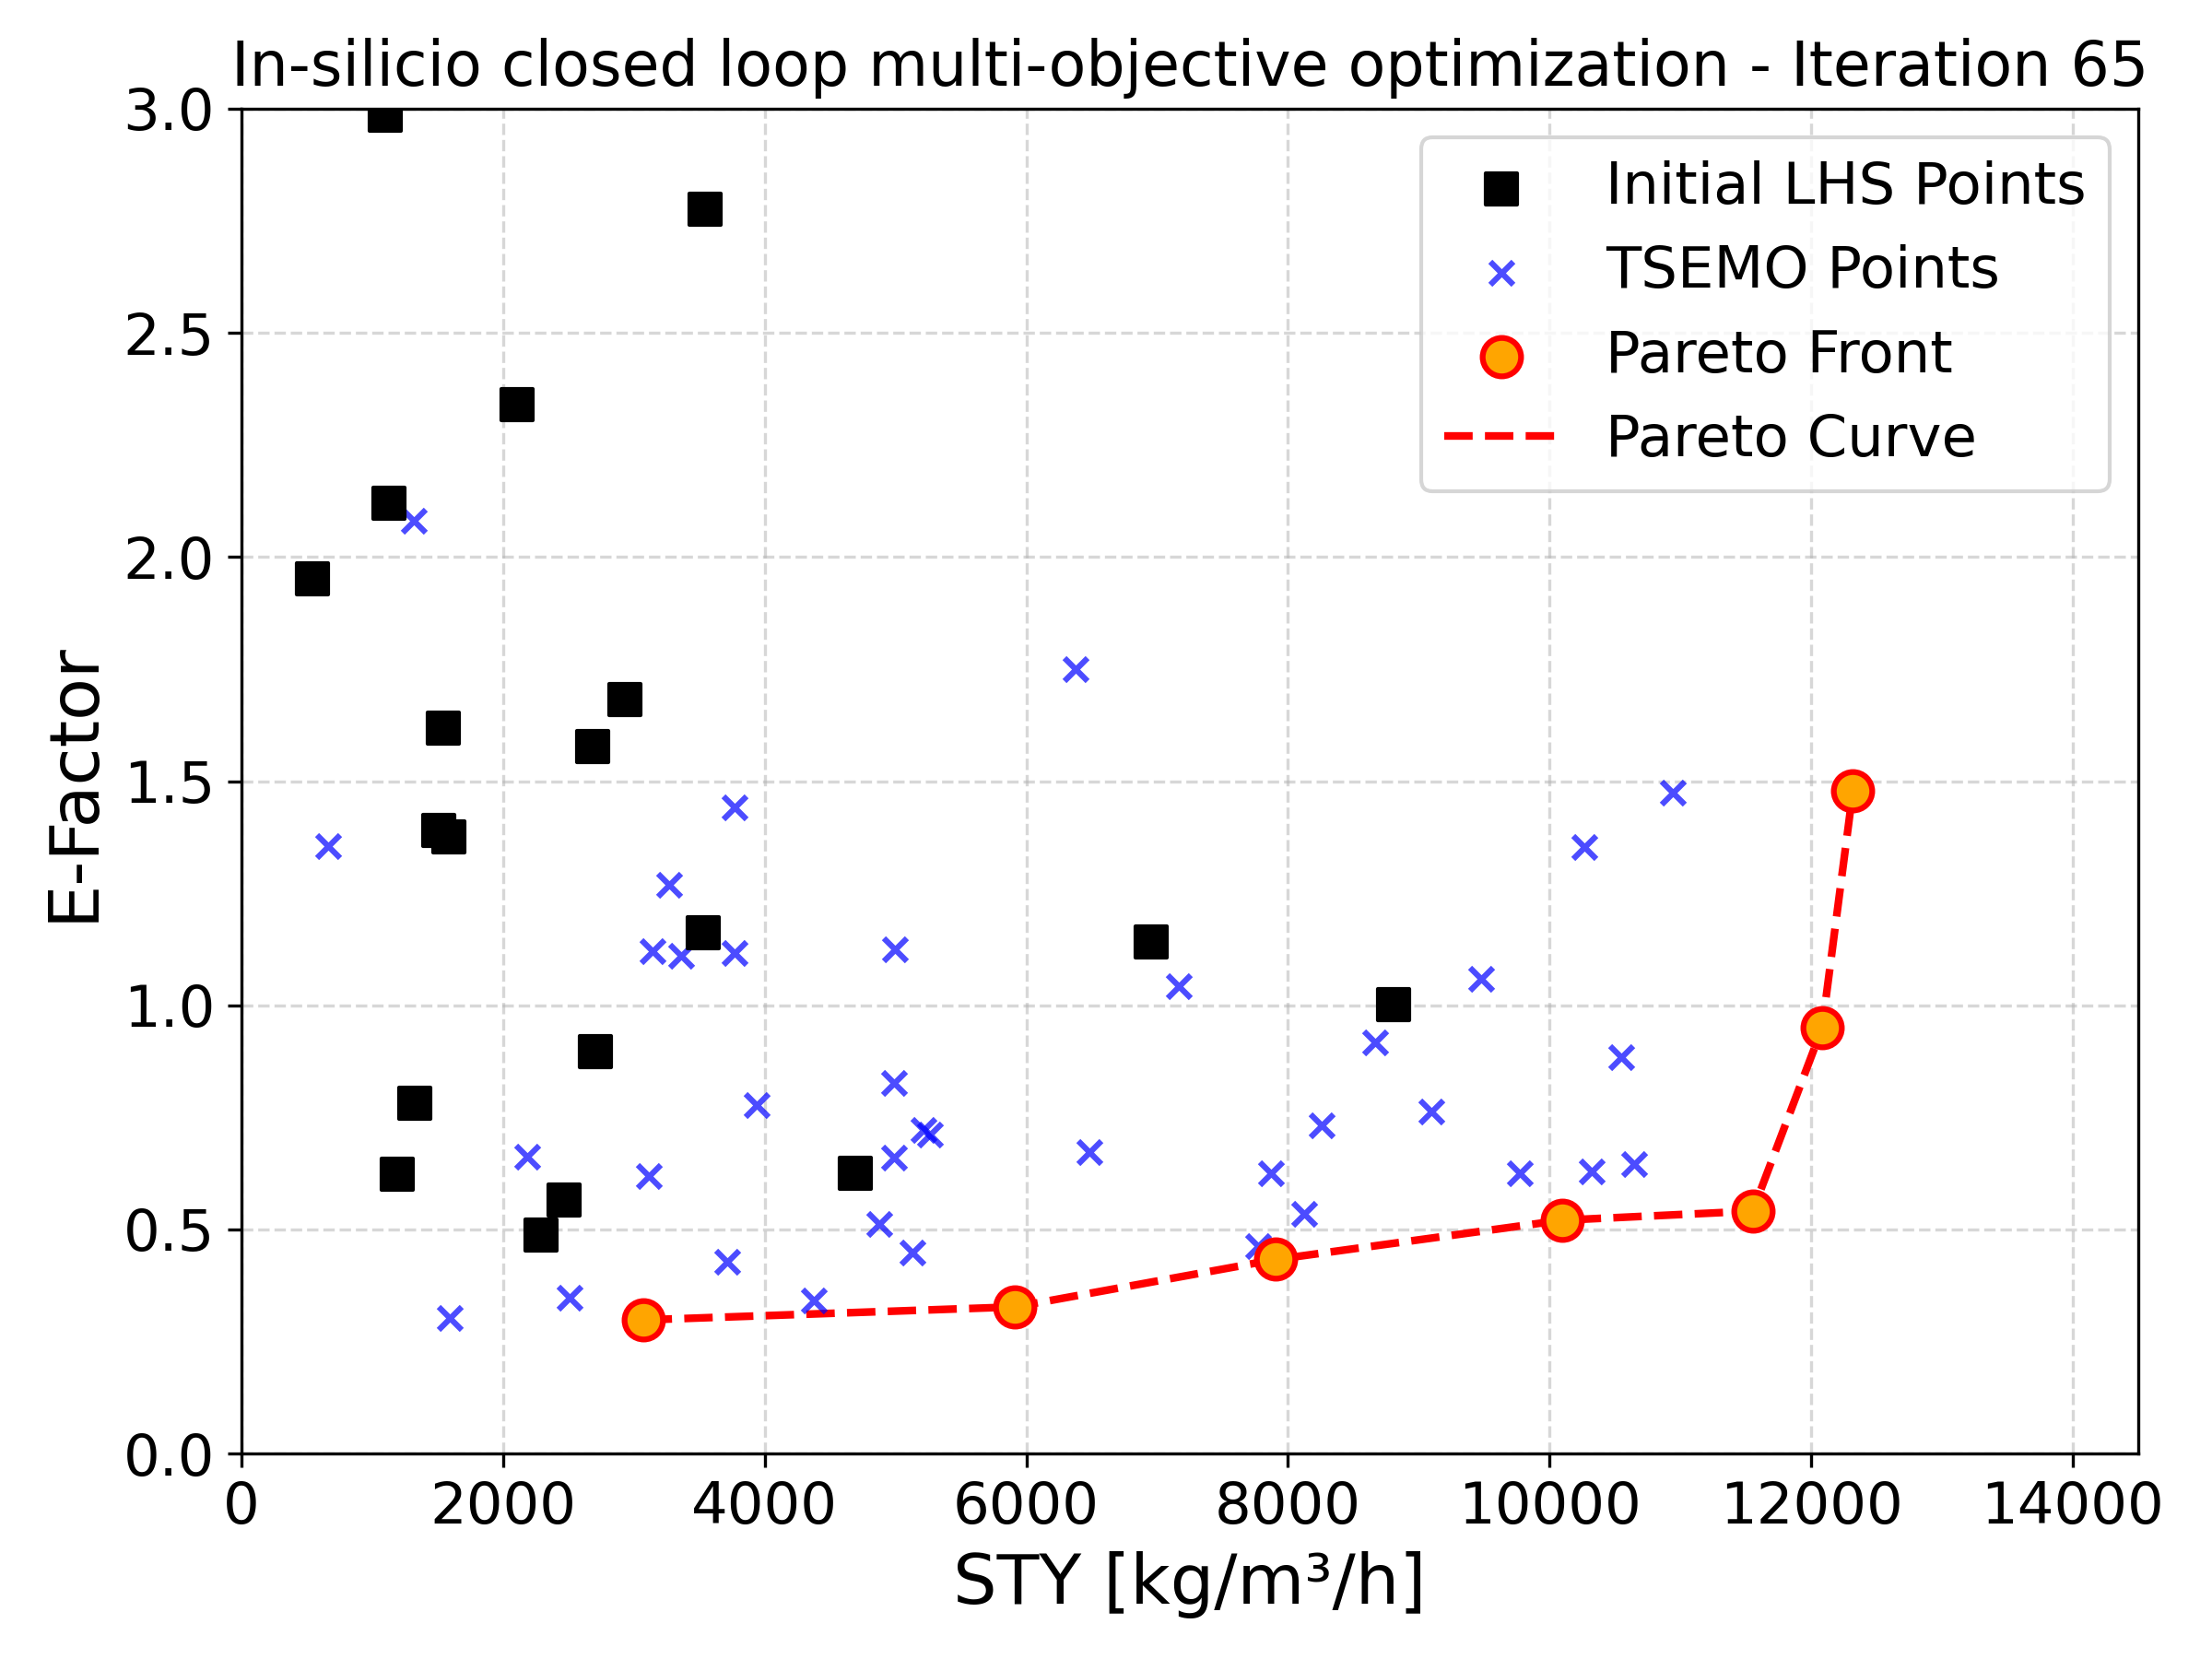 In-silicio closed loop multi-objective optimization - Iteration 65
3.0
2.5
2.0
1.5
1.0
0.5
0.0
E-Factor
Initial LHS Points
TSEMO Points
Pareto Front
Pareto Curve
0 2000 4000 6000 8000 10000 12000 14000
STY [kg/m³/h]